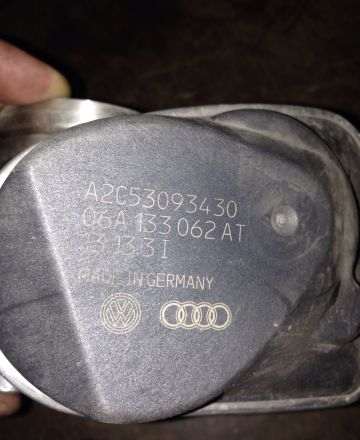 A2C53093430
06A 133 062 AT
MADE IN GERMANY